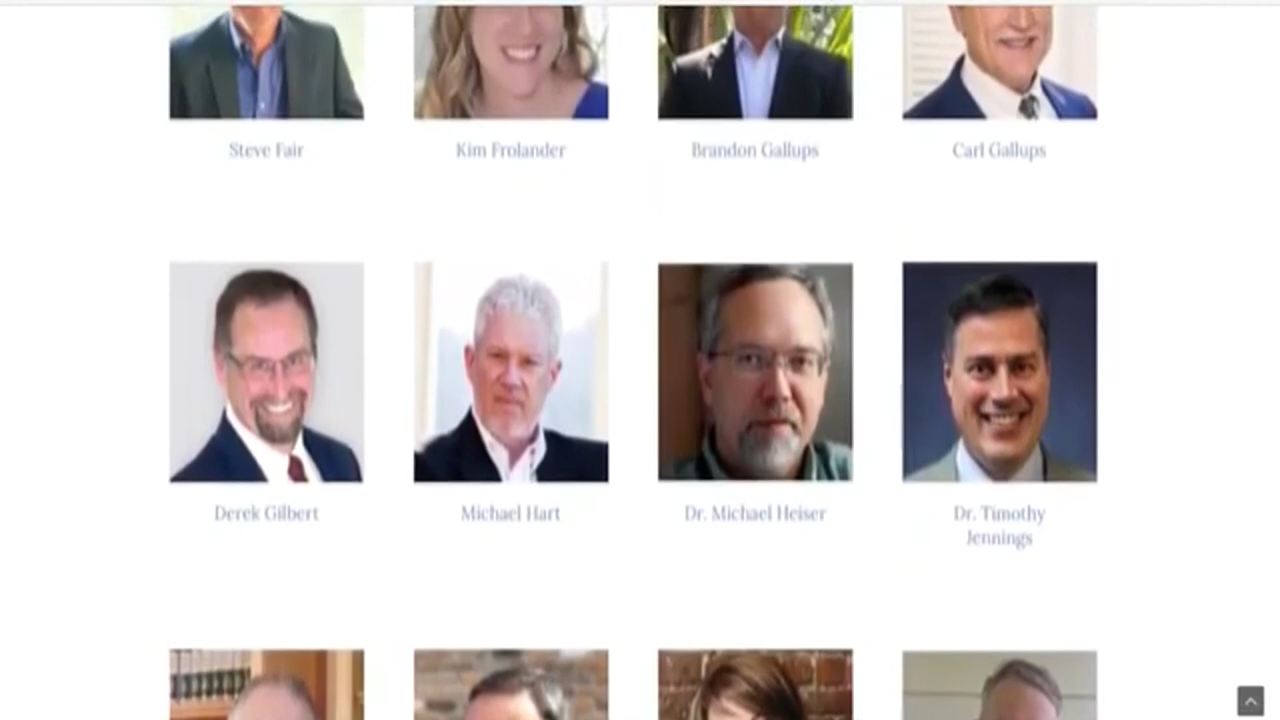 Steve Fair
Kim Frolander
Brandon Gallups
Carl Gallups
Derek Gilbert
Michael Hart
Dr. Michael Heiser
Dr. Timothy
Jennings